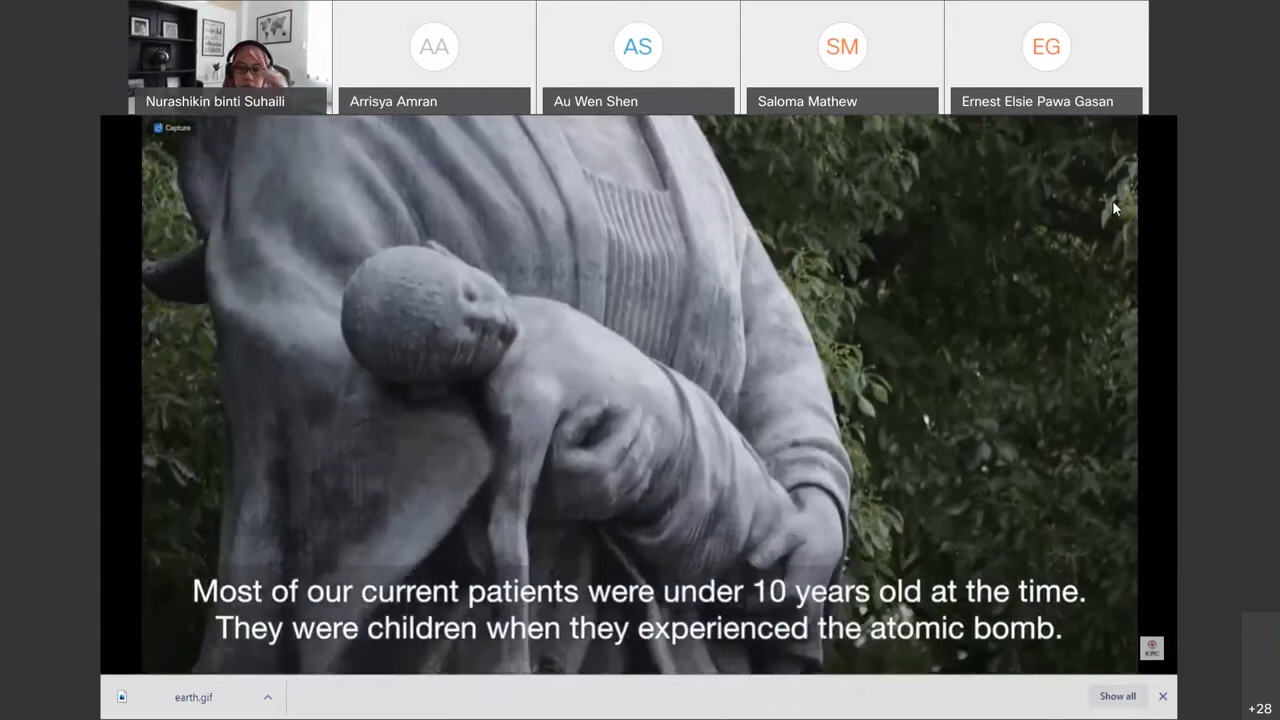 AA
AS
SM
EG
Nurashikin binti Suhaili
Arrisya Amran
Au Wen Shen
Saloma Mathew
Ernest Elsie Pawa Gasan
Capture
Most of our current patients were under 10 years old at the time.
They were children when they experienced the atomic bomb.
ICRC
earth.gif
Show all
+28